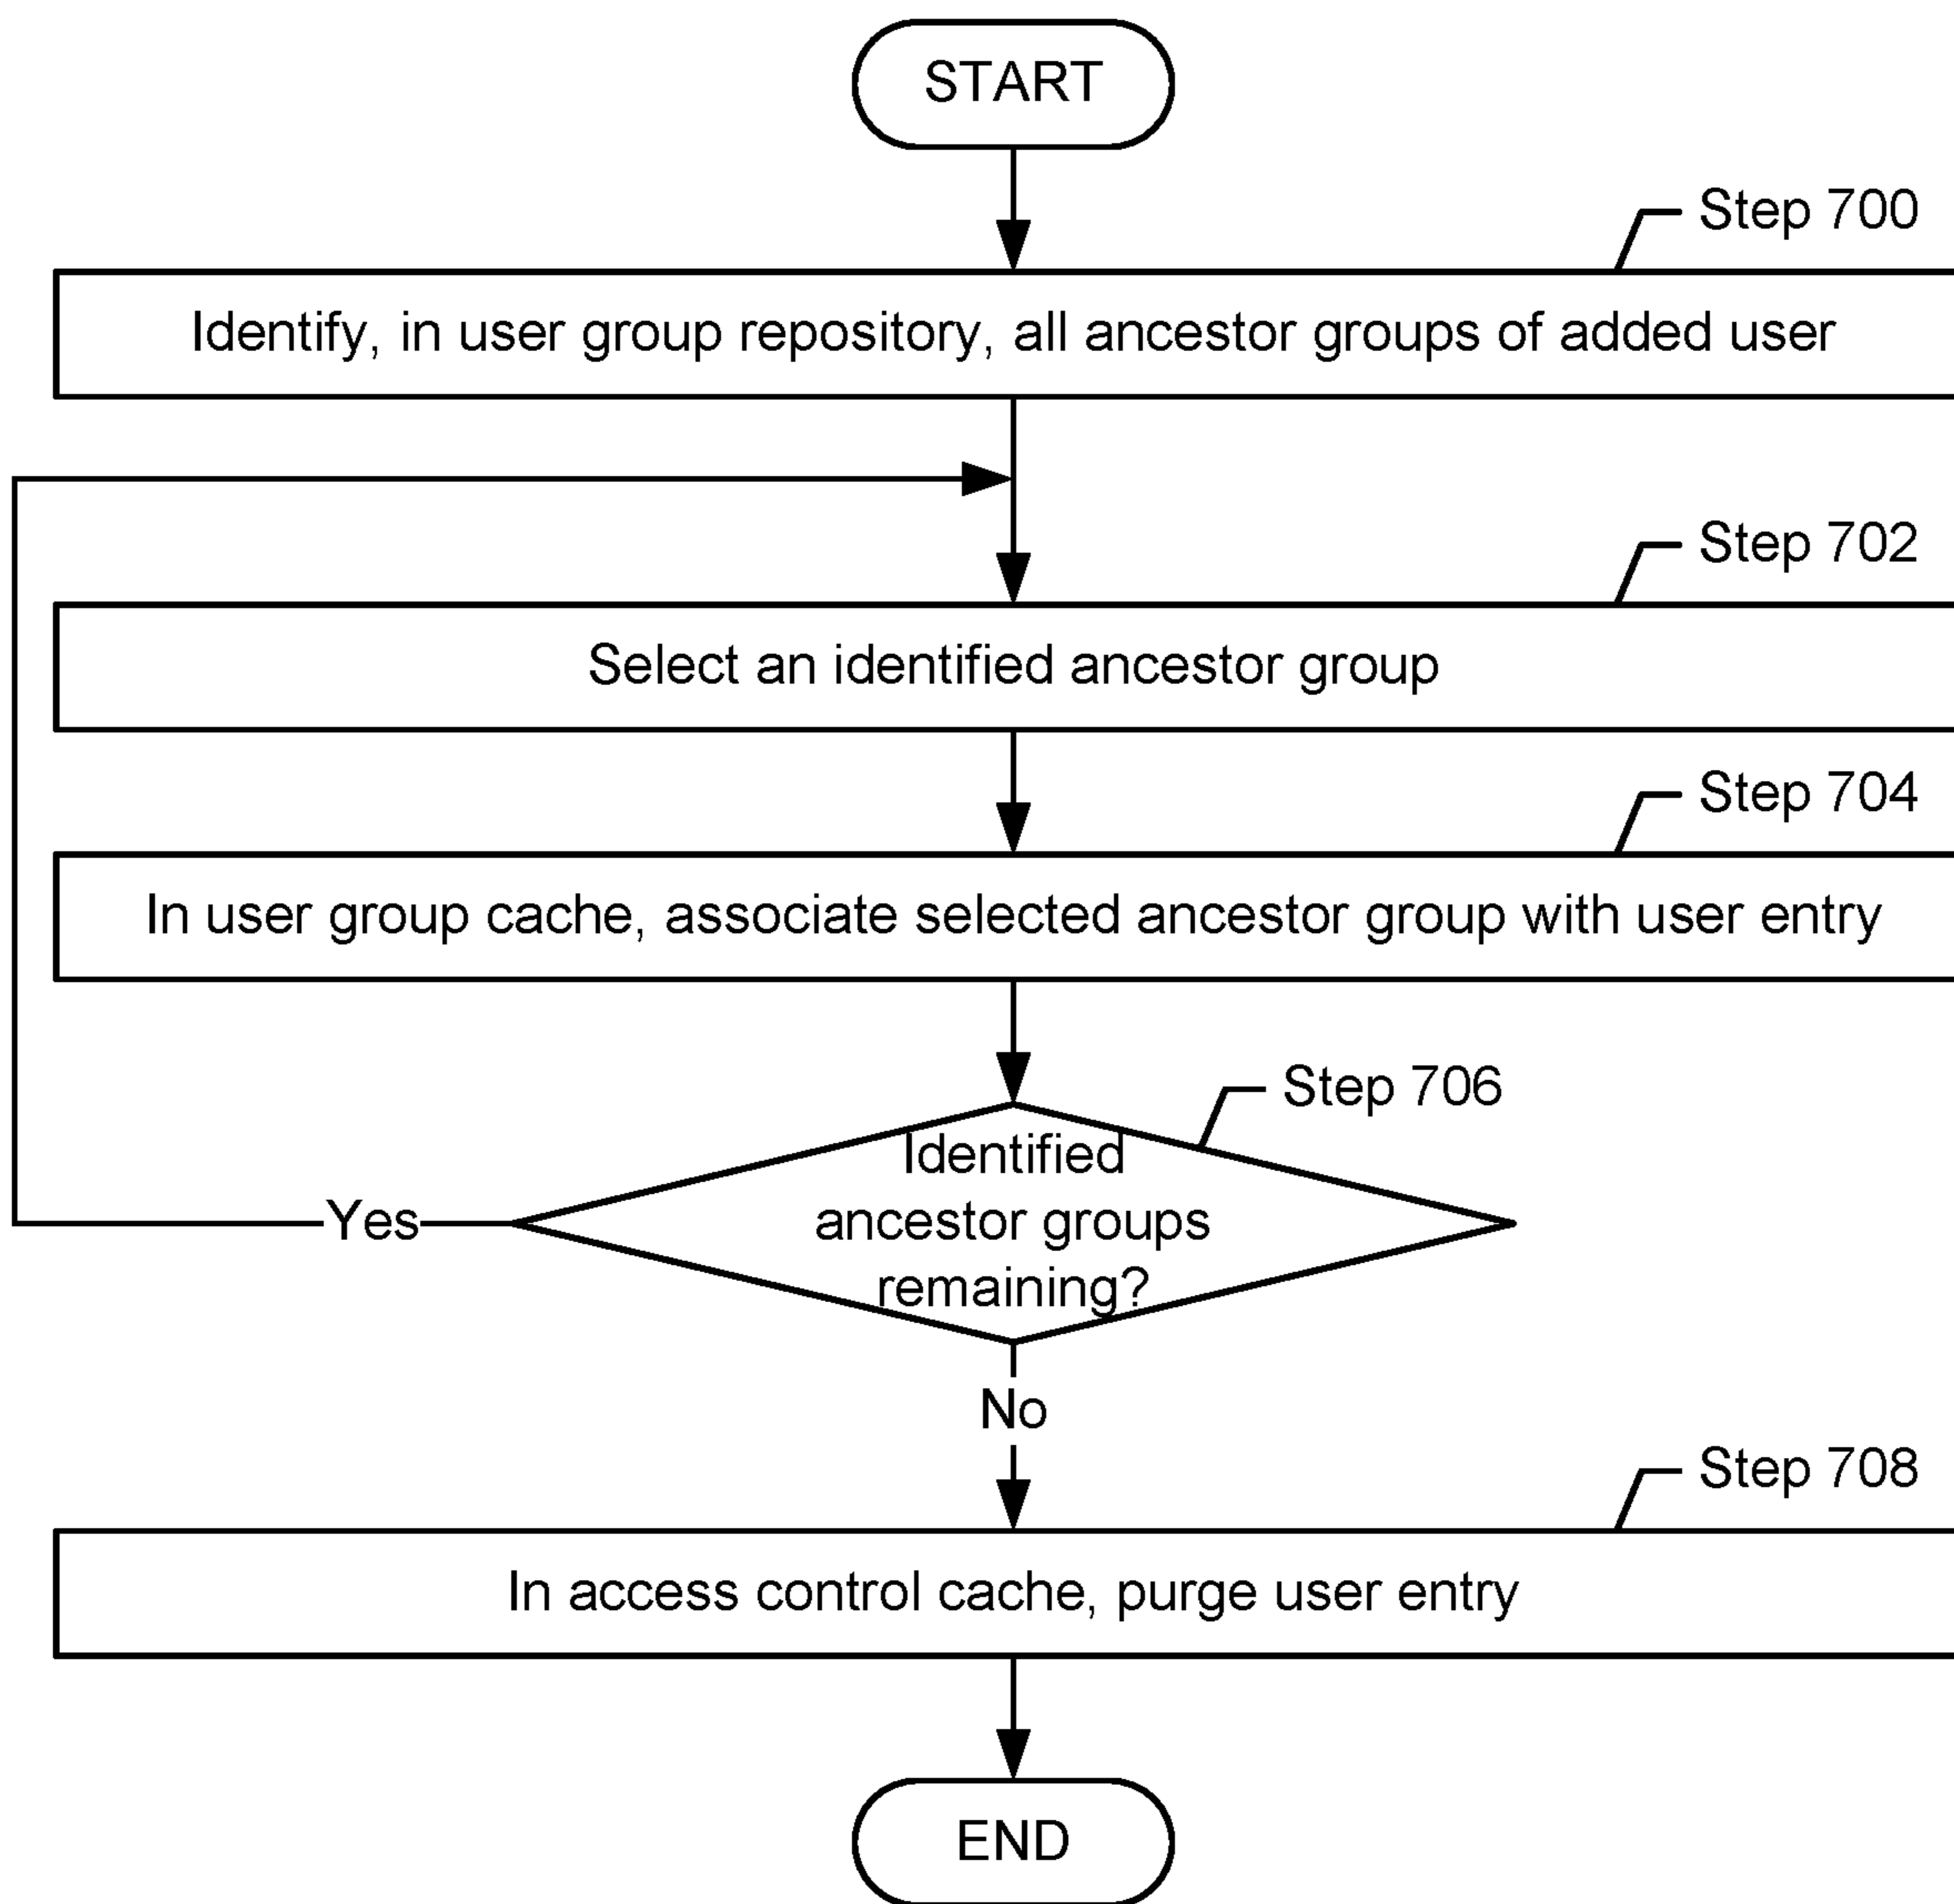 START
Step 700
Identify, in user group repository, all ancestor groups of added user
Step 702
Select an identified ancestor group
Step 704
In user group cache, associate selected ancestor group with user entry
Step 706
Identified
ancestor groups
remaining?
Yes
No
Step 708
In access control cache, purge user entry
END